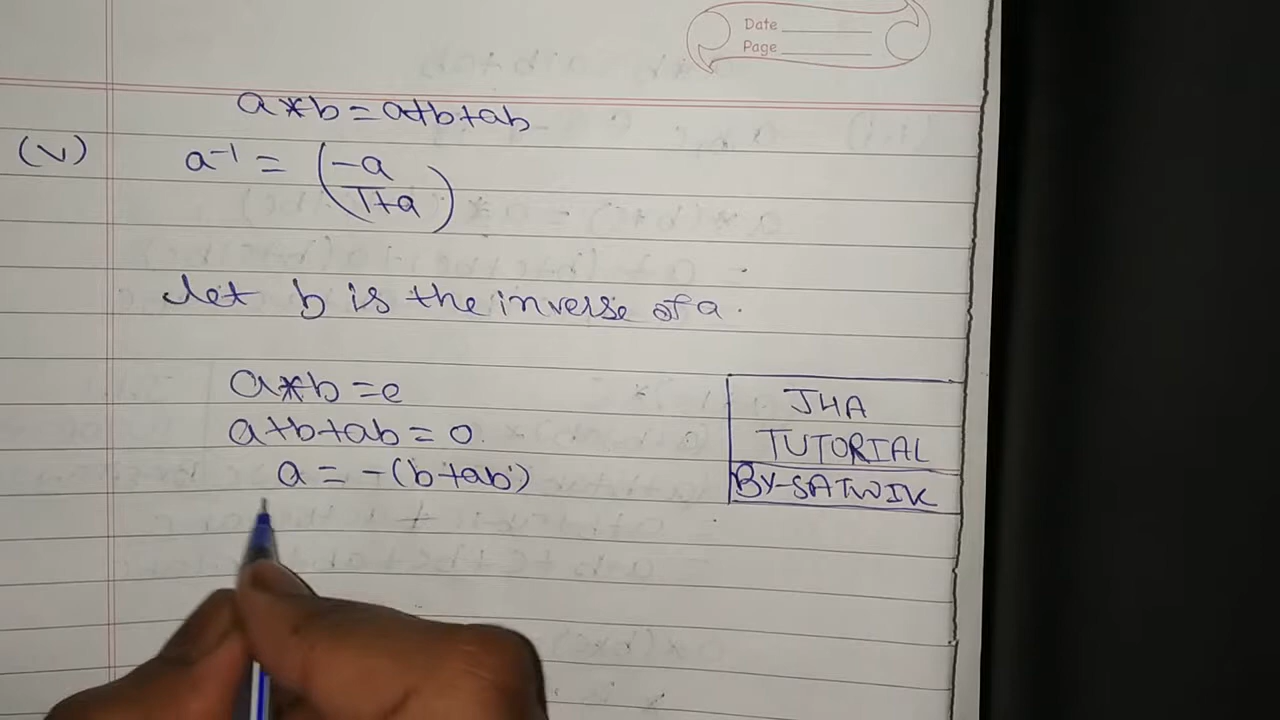 Date
Page
a*b=a+b+ab
(v) a⁻¹ = (-a/1+a)
let b is the inverse of a.
a*b=e
a+b+ab=0.
a = -(b+ab)
JHA
TUTORIAL
BY-SATWIK